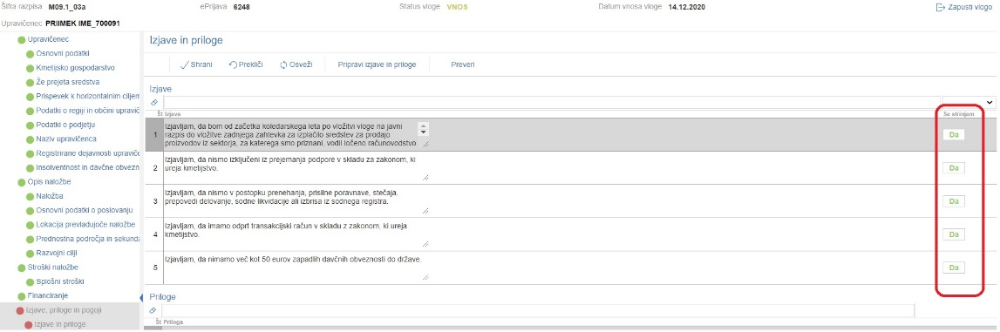 Šifra razpisa M09.1_03a ePrijava 6248 Status vloge VNOS Datum vnosa vloge 14.12.2020 Zapusti vlogo
Upravičenec PRIIMEK IME_700091
Upravičenec
Osnovni podatki
Kmetijsko gospodarstvo
Že prejeta sredstva
Prispevek k horizontalnim ciljem
Podatki o regiji in občini upravič
Podatki o podjetju
Naziv upravičenca
Registrirane dejavnosti upraviče
Insolventnost in davčne obvezn
Opis naložbe
Naložba
Osnovni podatki o poslovanju
Lokacija prevladujoče naložbe
Prednostna področja in sekunda
Razvojni cilji
Stroški naložbe
Splošni stroški
Financiranje
Izjave, priloge in pogoji
Izjave in priloge
Izjave in priloge
Shrani Prekliči Osveži Pripravi izjave in priloge Preveri
Izjave
Št Izjava Se strinjam
1 Izjavljam, da bom od začetka koledarskega leta po vložitvi vloge na javni
razpis do vložitve zadnjega zahtevka za izplačilo sredstev za prodajo
proizvodov iz sektorja, za katerega smo priznani, vodil ločeno računovodstvo
Da
2 Izjavljam, da nismo izključeni iz prejemanja podpore v skladu za zakonom, ki
ureja kmetijstvo.
Da
3 Izjavljam, da nismo v postopku prenehanja, prisilne poravnave, stečaja,
prepovedi delovanje, sodne likvidacije ali izbrisa iz sodnega registra.
Da
4 Izjavljam, da imamo odprt transakcijski račun v skladu z zakonom, ki ureja
kmetijstvo.
Da
5 Izjavljam, da nimamo več kot 50 eurov zapadlih davčnih obveznosti do države.
Da
Priloge
Št Priloga